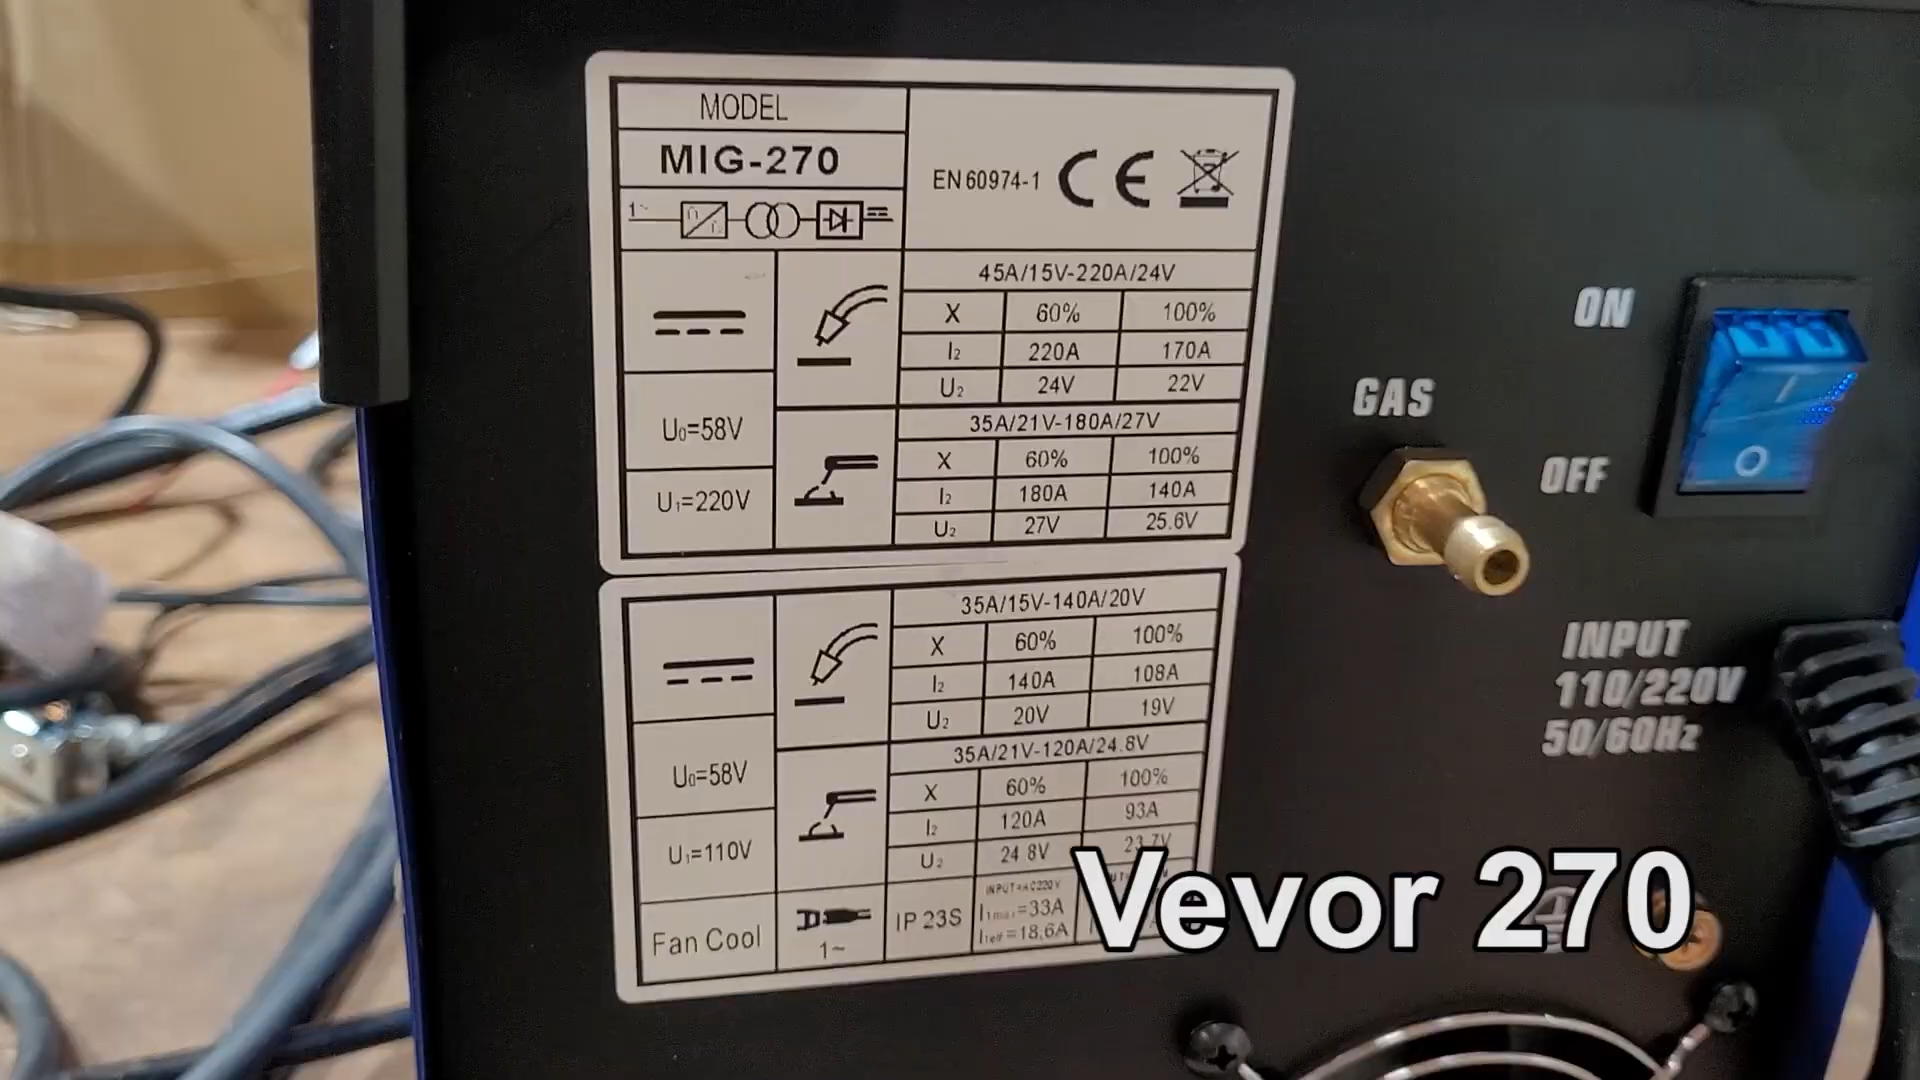 MODEL
MIG-270
1~
EN 60974-1 CE
45A/15V-220A/24V
X 60% 100%
I₂ 220A 170A
U₂ 24V 22V
U₀=58V
35A/21V-180A/27V
X 60% 100%
I₂ 180A 140A
U₂ 27V 25.6V
U₁=220V
35A/15V-140A/20V
X 60% 100%
I₂ 140A 108A
U₂ 20V 19V
U₀=58V
35A/21V-120A/24.8V
X 60% 100%
I₂ 120A 93A
U₂ 24.8V 23.7V
U₁=110V
Fan Cool
1~
IP 23S
INPUT=AC220V
I₁max=33A
I₁eff=18,6A
ON
OFF
GAS
INPUT
110/220V
50/60Hz
Vevor 270